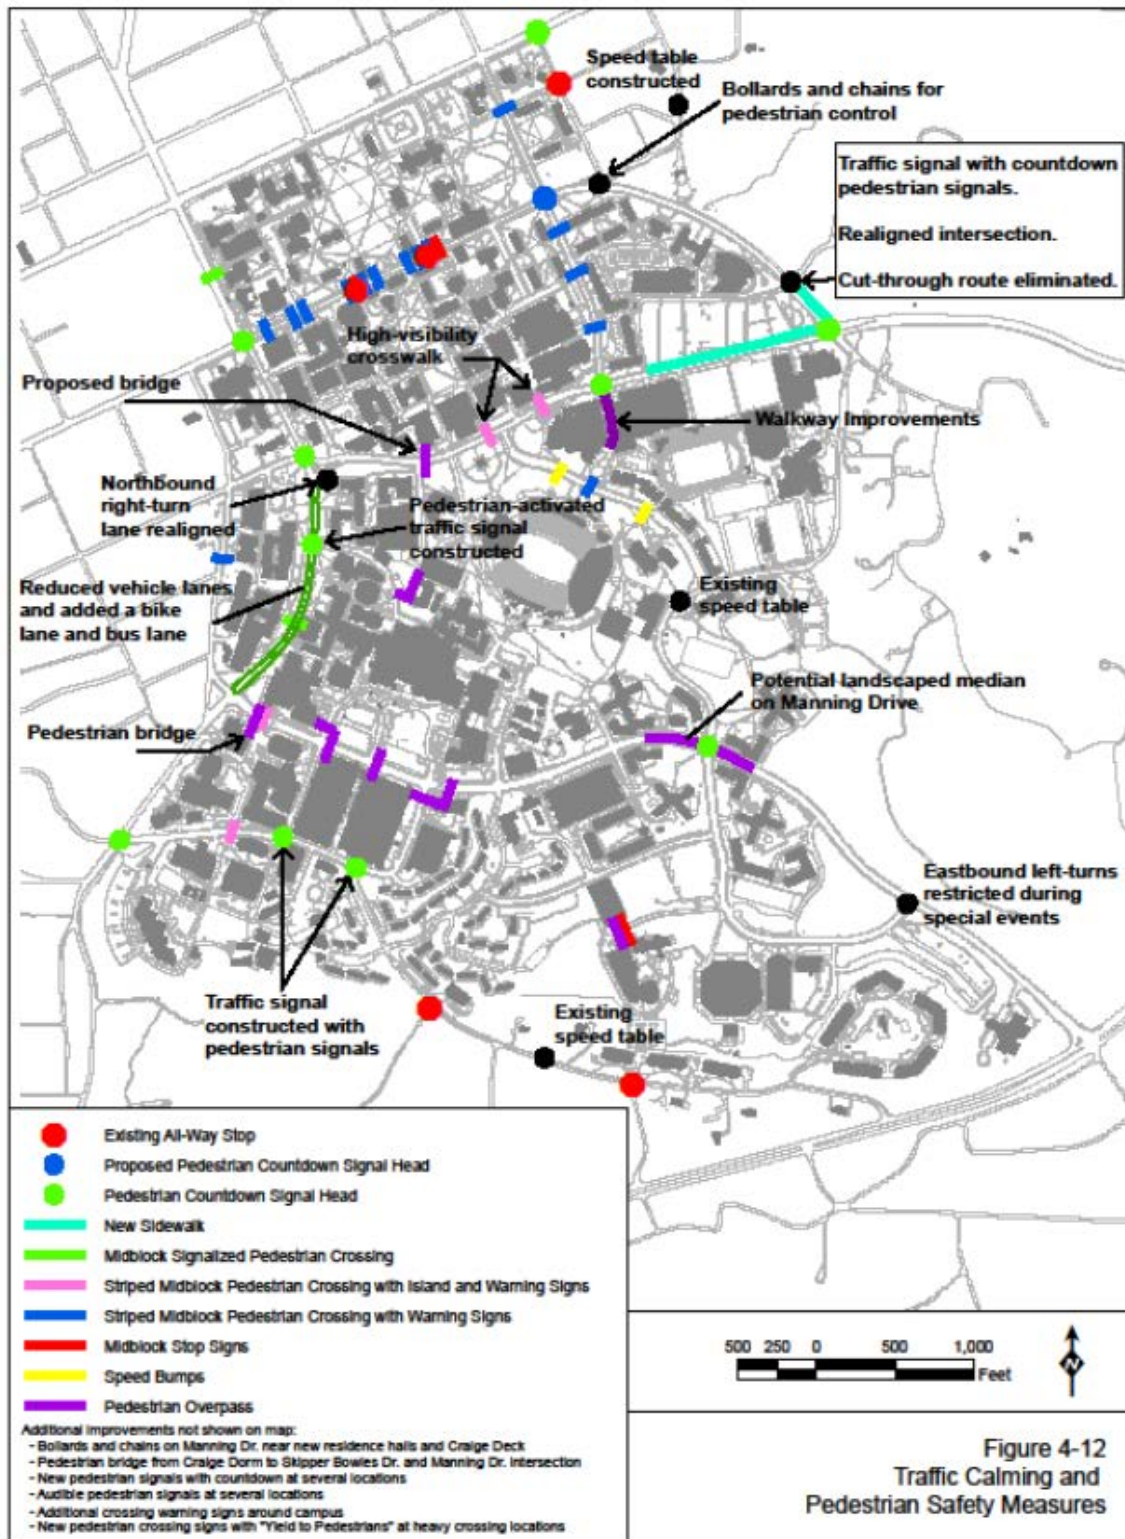 Speed table
constructed
Bollards and chains for
pedestrian control
Traffic signal with countdown
pedestrian signals.
Realigned intersection.
Cut-through route eliminated.
High-visibility
crosswalk
Proposed bridge
Walkway Improvements
Northbound
right-turn
lane realigned
Pedestrian-activated
traffic signal
constructed
Reduced vehicle lanes
and added a bike
lane and bus lane
Existing
speed table
Potential landscaped median
on Manning Drive
Pedestrian bridge
Eastbound left-turns
restricted during
special events
Traffic signal
constructed with
pedestrian signals
Existing
speed table
Existing All-Way Stop
Proposed Pedestrian Countdown Signal Head
Pedestrian Countdown Signal Head
New Sidewalk
Midblock Signalized Pedestrian Crossing
Striped Midblock Pedestrian Crossing with Island and Warning Signs
Striped Midblock Pedestrian Crossing with Warning Signs
Midblock Stop Signs
Speed Bumps
Pedestrian Overpass
Additional improvements not shown on map:
- Bollards and chains on Manning Dr. near new residence halls and Craige Deck
- Pedestrian bridge from Craige Dorm to Skipper Bowles Dr. and Manning Dr. Intersection
- New pedestrian signals with countdown at several locations
- Audible pedestrian signals at several locations
- Additional crossing warning signs around campus
- New pedestrian crossing signs with "Yield to Pedestrians" at heavy crossing locations
500 250 0 500 1,000
Feet
N
Figure 4-12
Traffic Calming and
Pedestrian Safety Measures